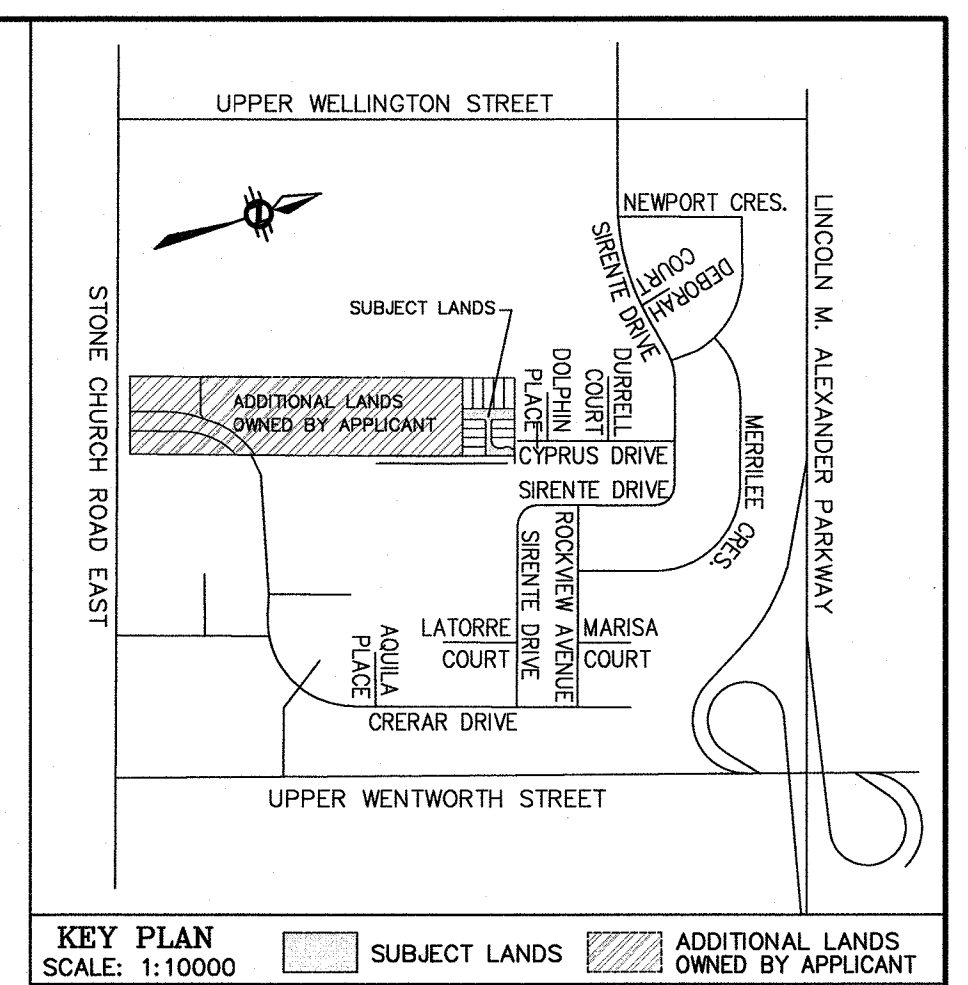 UPPER WELLINGTON STREET
NEWPORT CRES.
DEBORAH
COURT
SIRENTE DRIVE
LINCOLN M. ALEXANDER PARKWAY
STONE CHURCH ROAD EAST
SUBJECT LANDS
DOLPHIN
PLACE
DURRELL
COURT
ADDITIONAL LANDS
OWNED BY APPLICANT
CYPRUS DRIVE
SIRENTE DRIVE
MERRILEE CRES.
SIRENTE DRIVE
ROCKVIEW AVENUE
LATORRE
COURT
MARISA
COURT
AQUILA
PLACE
CRERAR DRIVE
UPPER WENTWORTH STREET
KEY PLAN
SCALE: 1:10000
SUBJECT LANDS
ADDITIONAL LANDS
OWNED BY APPLICANT